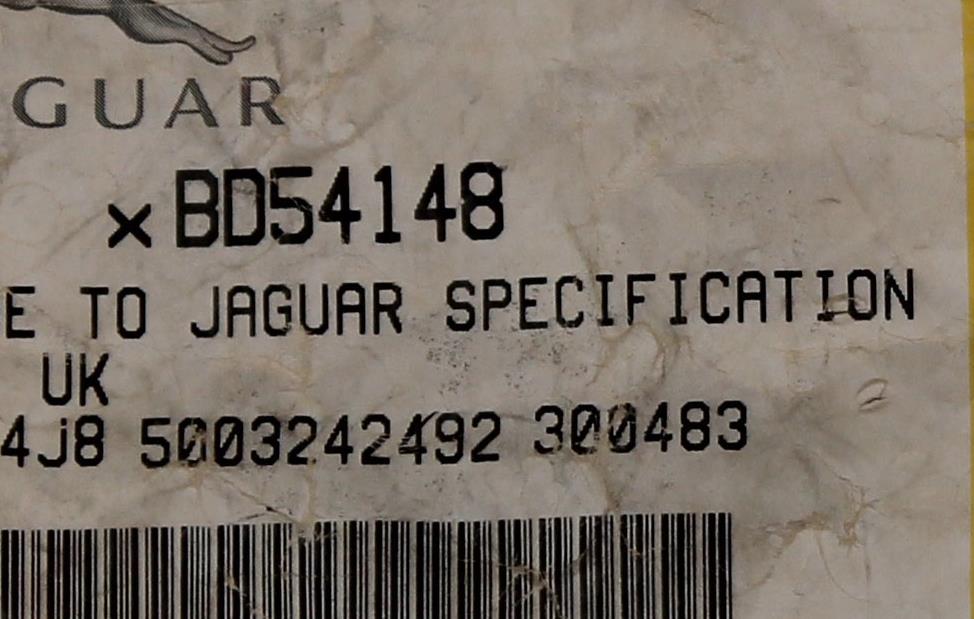 GUAR
×BD54148
E TO JAGUAR SPECIFICATION
UK
4J8 5003242492 300483